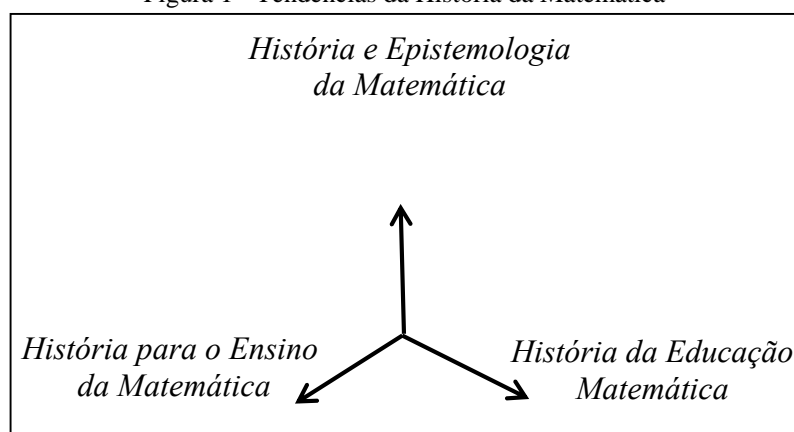 Figura 1 - Tendências da História da Matemática
História e Epistemologia
da Matemática
História para o Ensino
da Matemática
História da Educação
Matemática